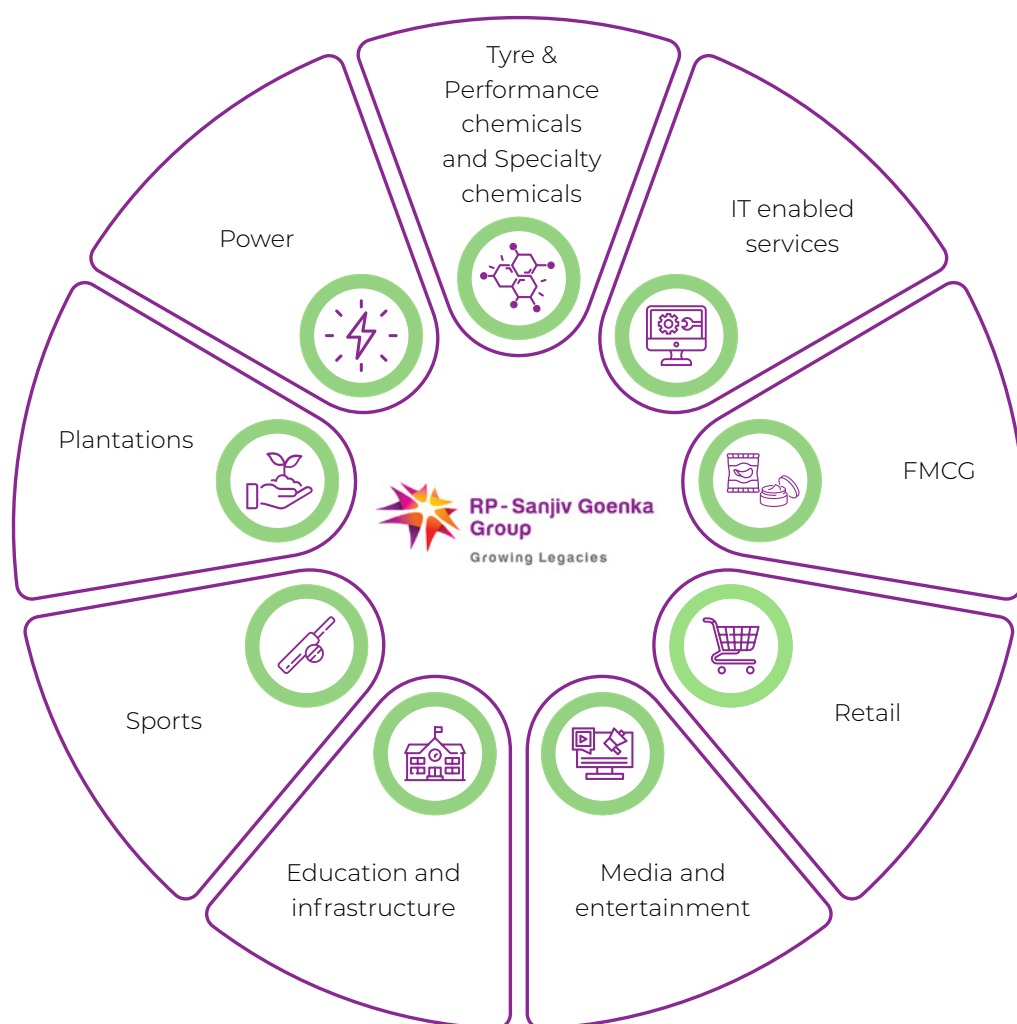 Tyre &
Performance
chemicals
and Specialty
chemicals
IT enabled
services
FMCG
Retail
Media and
entertainment
Education and
infrastructure
Sports
Plantations
Power
RP-Sanjiv Goenka
Group
Growing Legacies